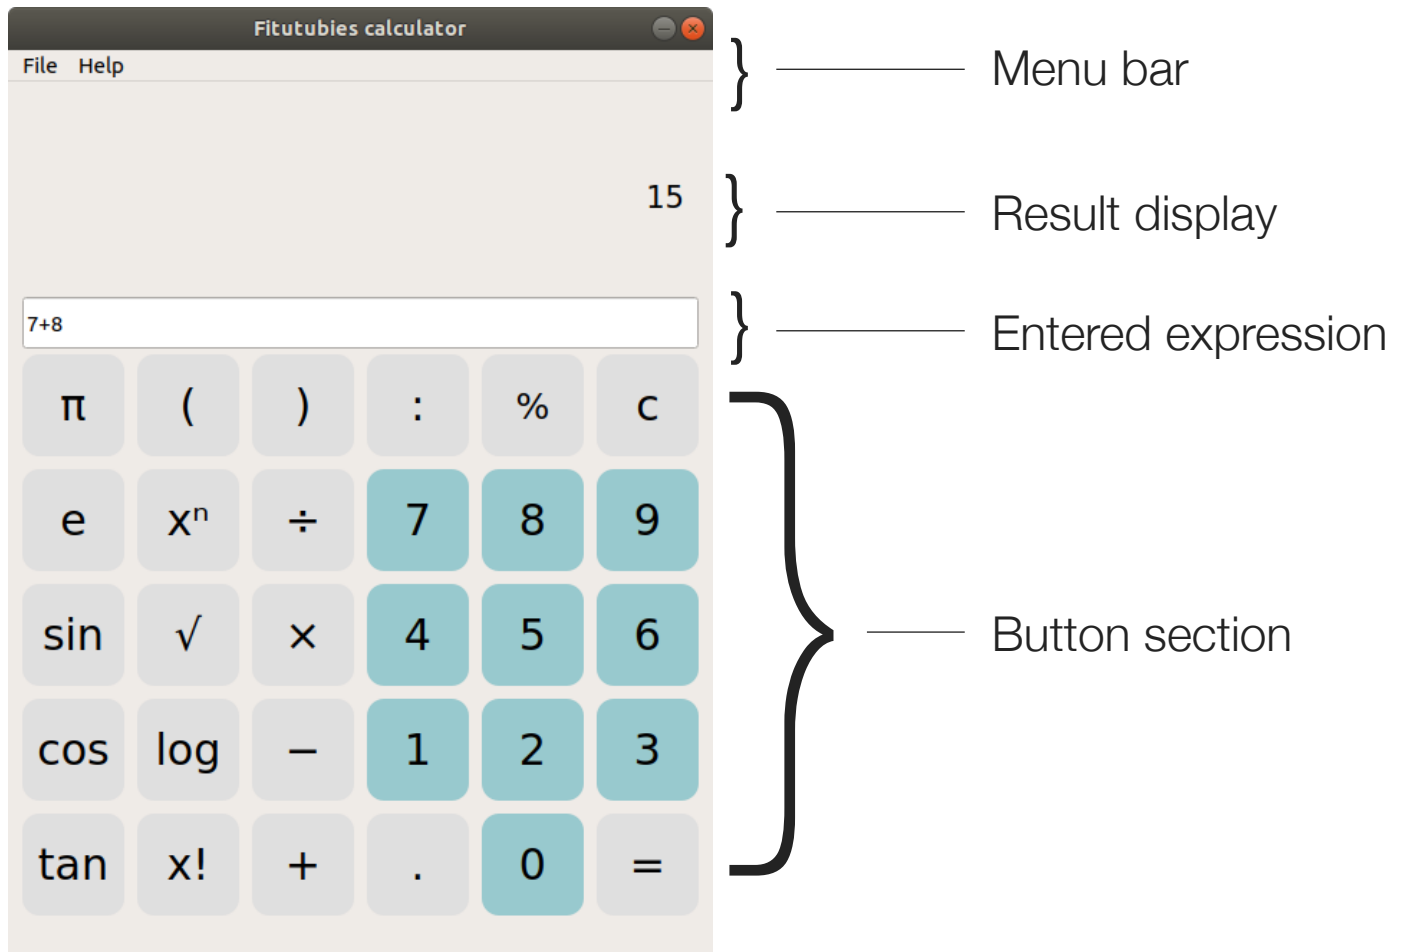 Fitutubies calculator
File Help
Menu bar
15
Result display
7+8
Entered expression
π ( ) : % c
e xⁿ ÷ 7 8 9
sin √ × 4 5 6
Button section
cos log − 1 2 3
tan x! + . 0 =